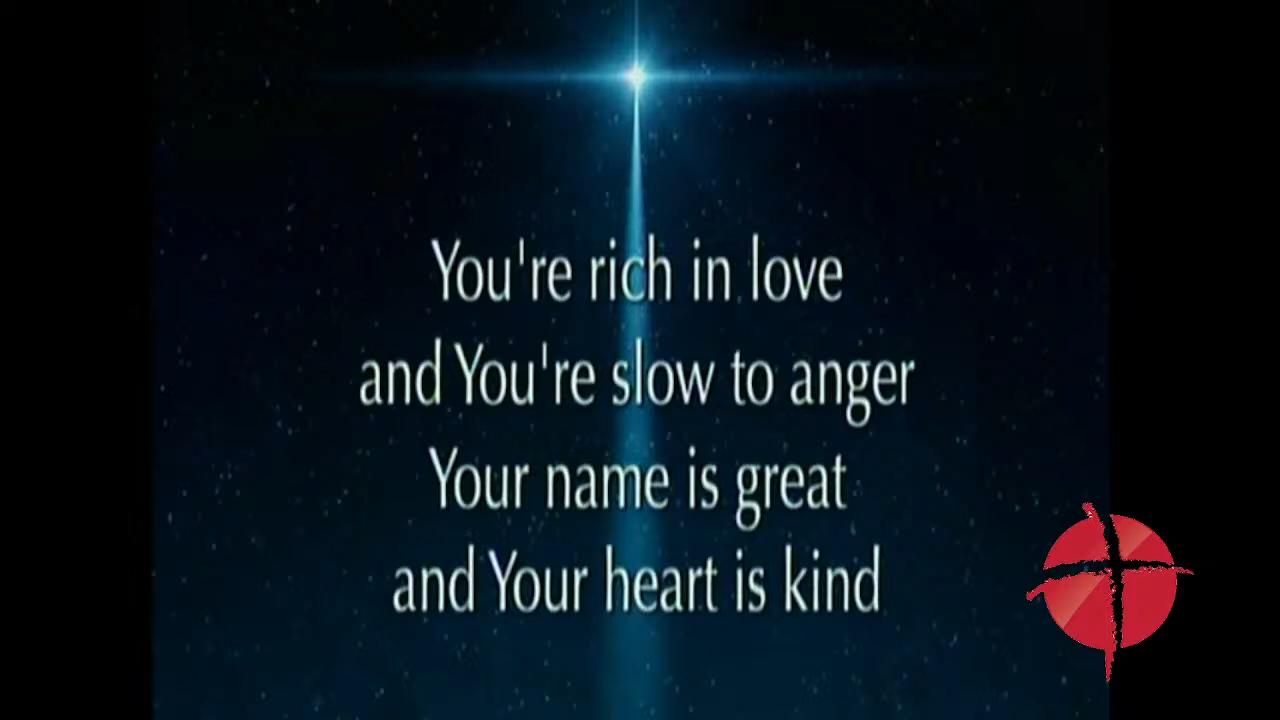 You're rich in love
and You're slow to anger
Your name is great
and Your heart is kind